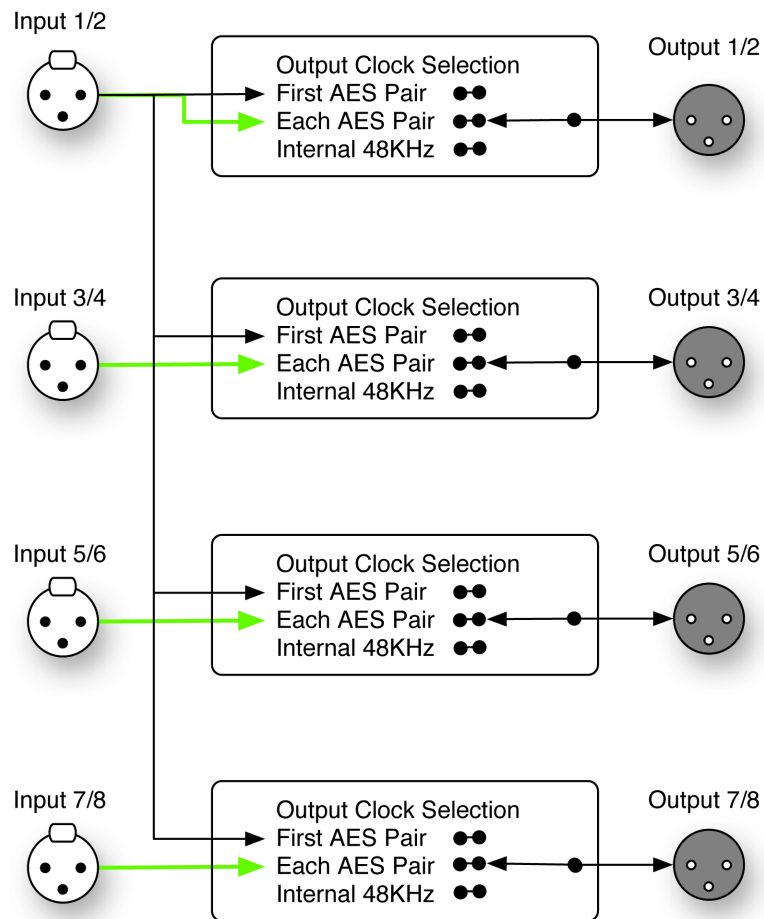 Input 1/2
Output Clock Selection
First AES Pair
Each AES Pair
Internal 48KHz
Output 1/2
Input 3/4
Output Clock Selection
First AES Pair
Each AES Pair
Internal 48KHz
Output 3/4
Input 5/6
Output Clock Selection
First AES Pair
Each AES Pair
Internal 48KHz
Output 5/6
Input 7/8
Output Clock Selection
First AES Pair
Each AES Pair
Internal 48KHz
Output 7/8